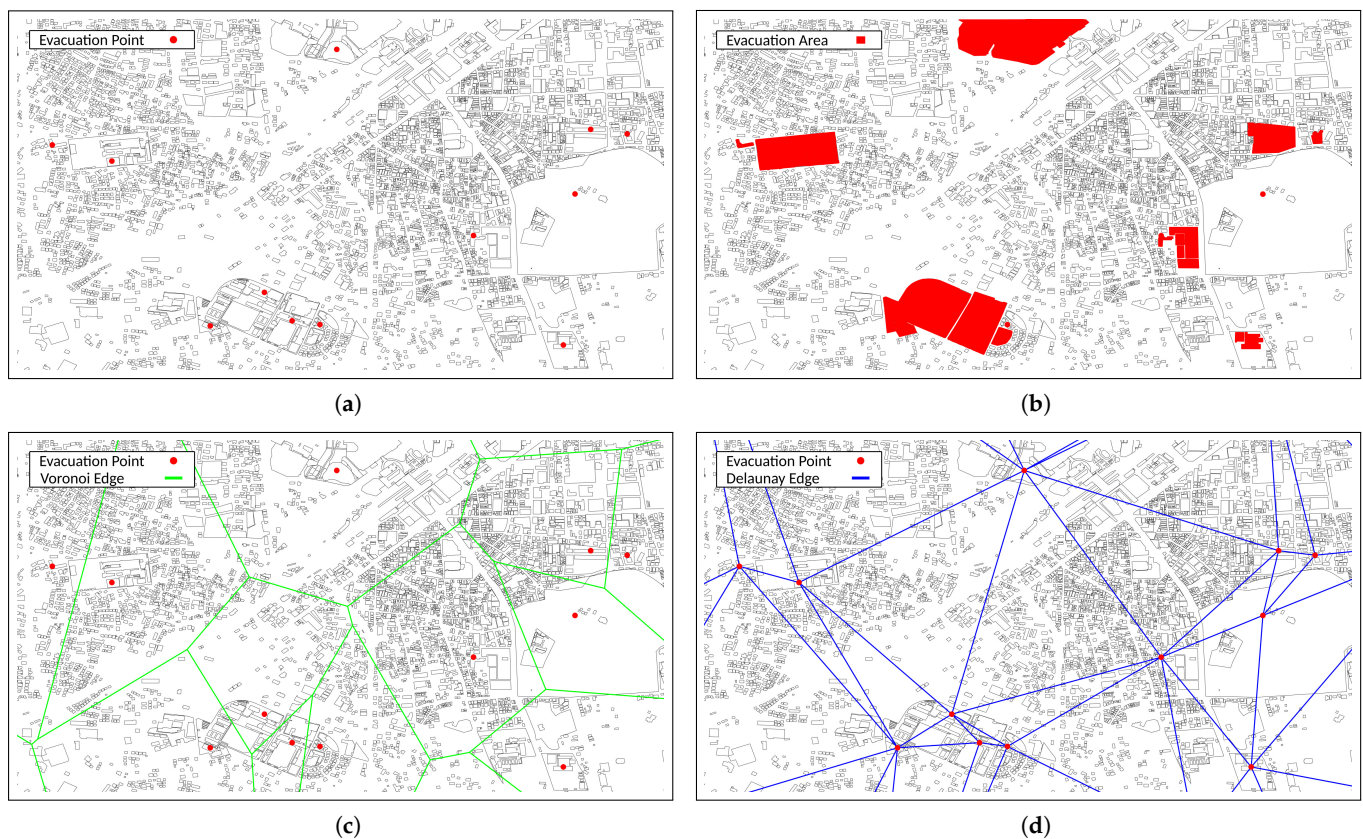 Evacuation Point
Evacuation Area
(a)
(b)
Evacuation Point
Voronoi Edge
Evacuation Point
Delaunay Edge
(c)
(d)